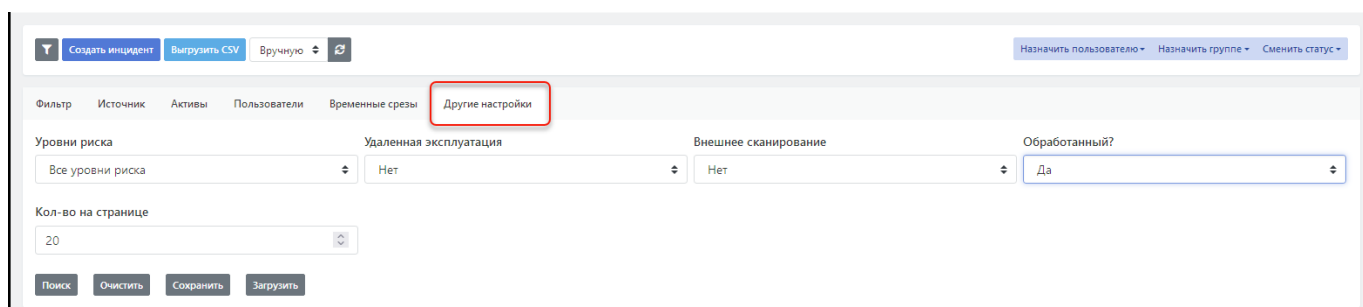 Создать инцидент Выгрузить CSV Вручную Назначить пользователю Назначить группе Сменить статус
Фильтр Источник Активы Пользователи Временные срезы Другие настройки
Уровни риска Удаленная эксплуатация Внешнее сканирование Обработанный?
Все уровни риска Нет Нет Да
Кол-во на странице
20
Поиск Очистить Сохранить Загрузить